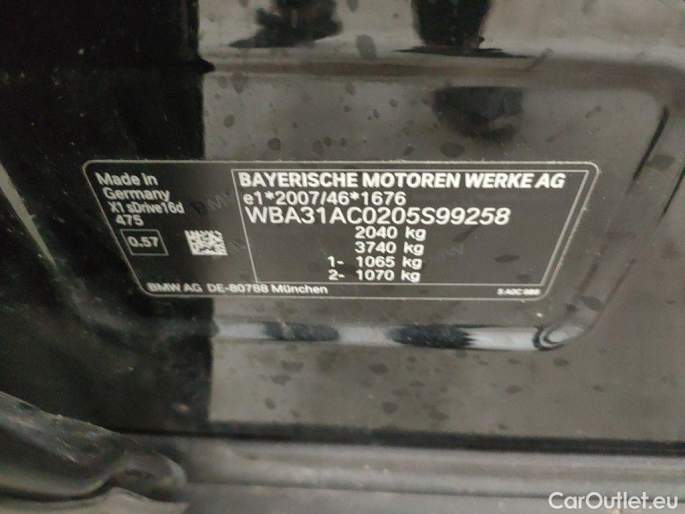 Made in
Germany
X1 sDrive16d
475
0.57
BAYERISCHE MOTOREN WERKE AG
e1*2007/46*1676
WBA31AC0205S99258
2040 kg
3740 kg
1- 1065 kg
2- 1070 kg
BMW AG DE-80788 München
CarOutlet.eu